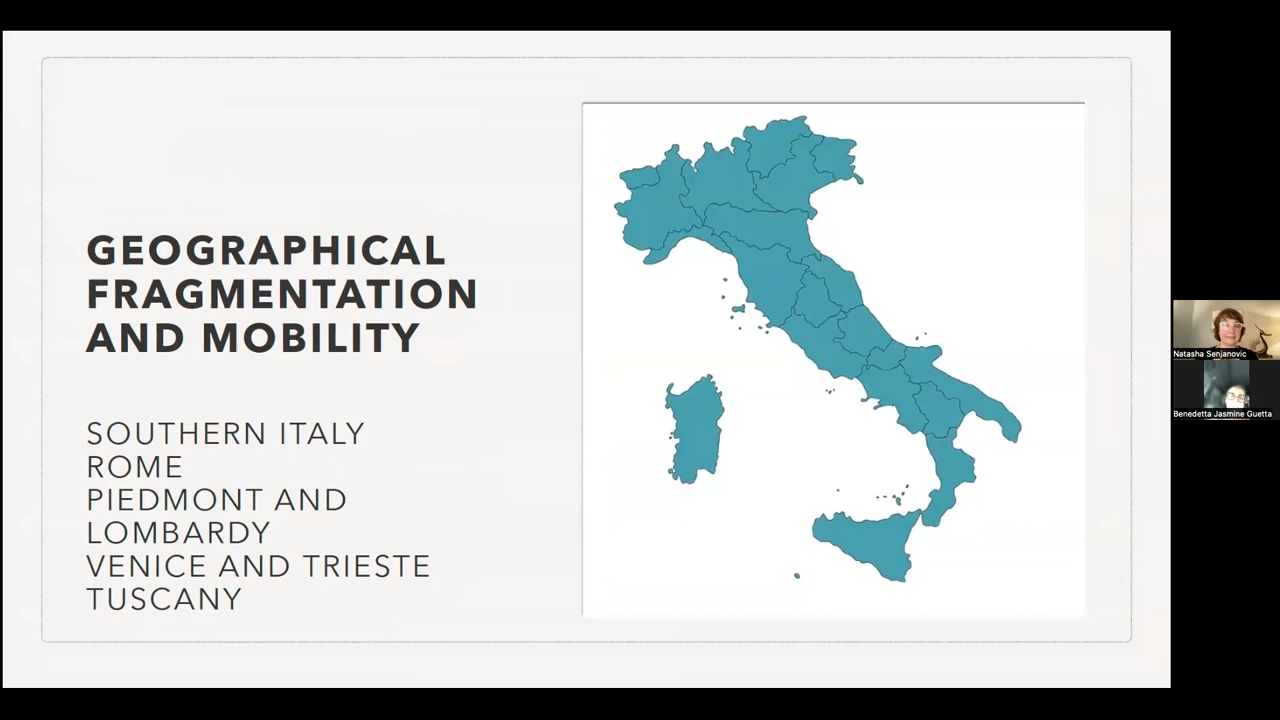 GEOGRAPHICAL
FRAGMENTATION
AND MOBILITY
SOUTHERN ITALY
ROME
PIEDMONT AND
LOMBARDY
VENICE AND TRIESTE
TUSCANY
Natasha Senjanovic
Benedetta Jasmine Guetta